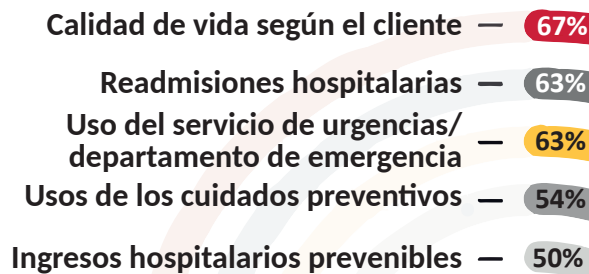 Calidad de vida según el cliente — 67%
Readmisiones hospitalarias — 63%
Uso del servicio de urgencias/
departamento de emergencia — 63%
Usos de los cuidados preventivos — 54%
Ingresos hospitalarios prevenibles — 50%